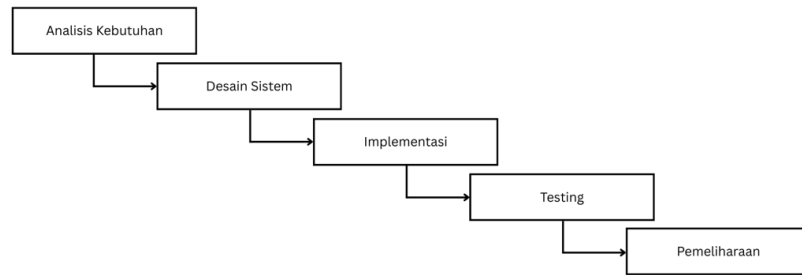 Analisis Kebutuhan
Desain Sistem
Implementasi
Testing
Pemeliharaan